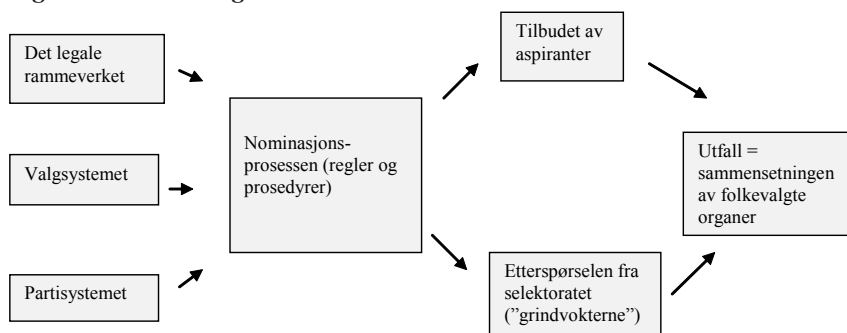 Det legale
rammeverket
Valgsystemet
Partisystemet
Nominasjons-
prosessen (regler og
prosedyrer)
Tilbudet av
aspiranter
Etterspørselen fra
selektoratet
(”grindvokterne”)
Utfall =
sammensetningen
av folkevalgte
organer